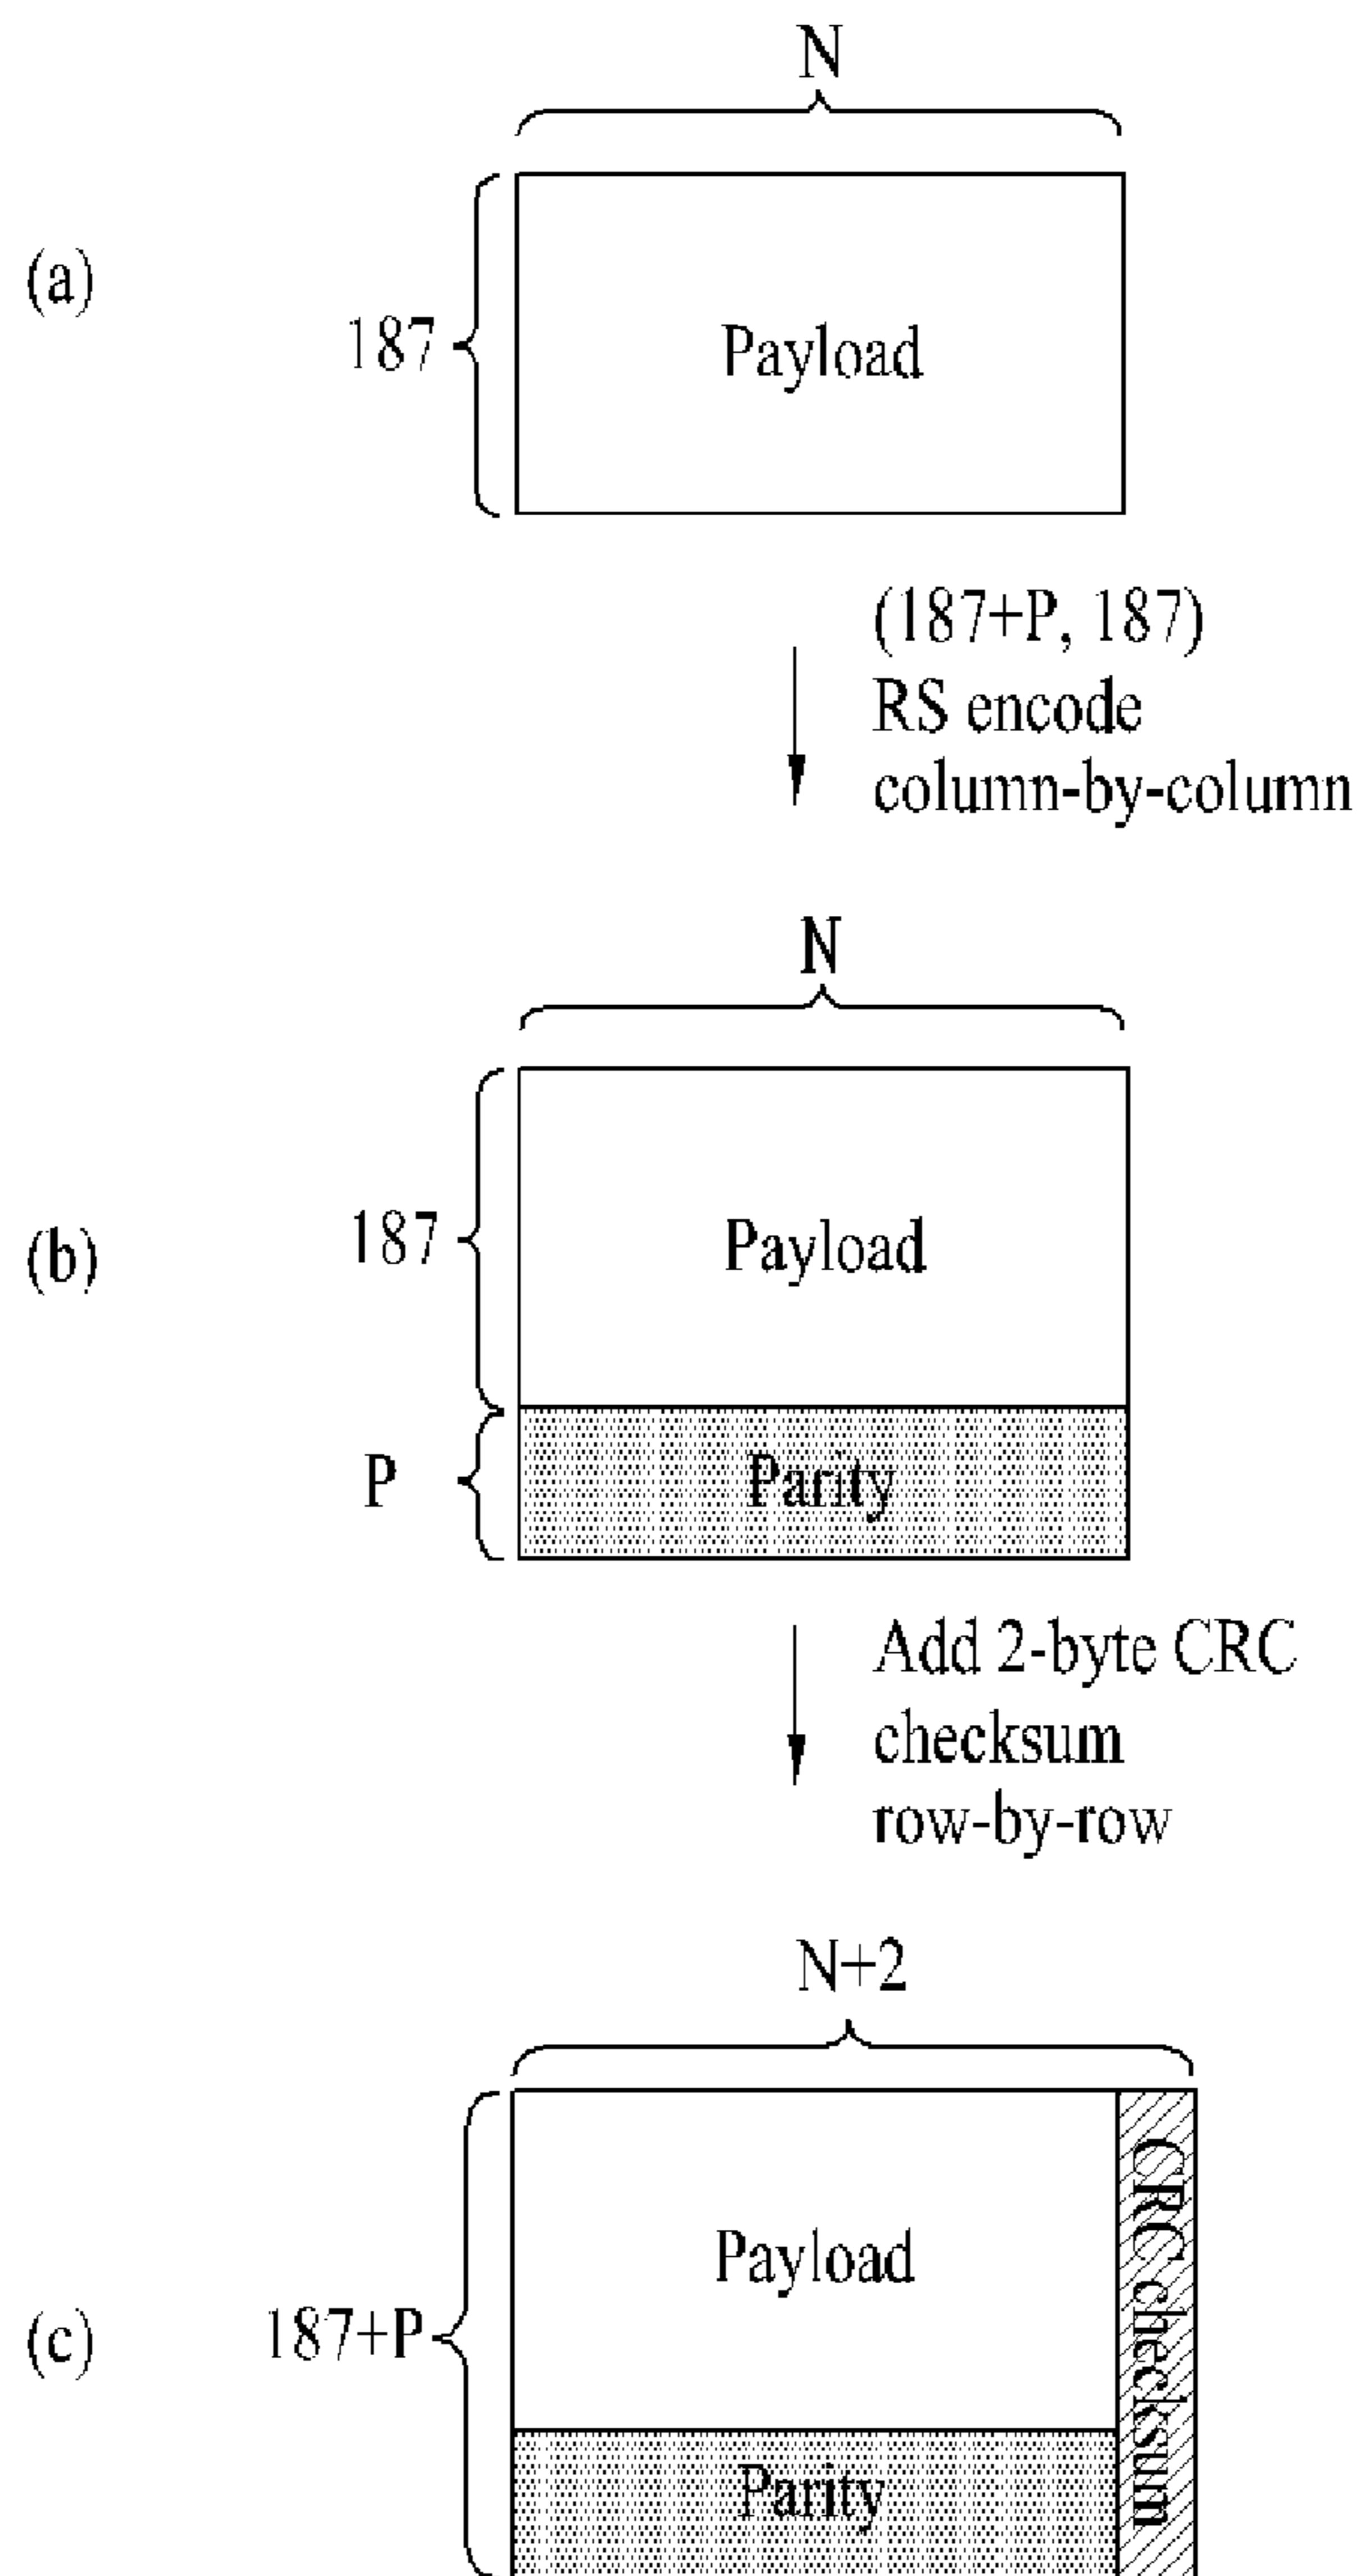 N
(a)
187
Payload
(187+P, 187)
RS encode
column-by-column
N
(b)
187
Payload
P
Parity
Add 2-byte CRC
checksum
row-by-row
N+2
(c)
187+P
Payload
CRC checksum
Parity